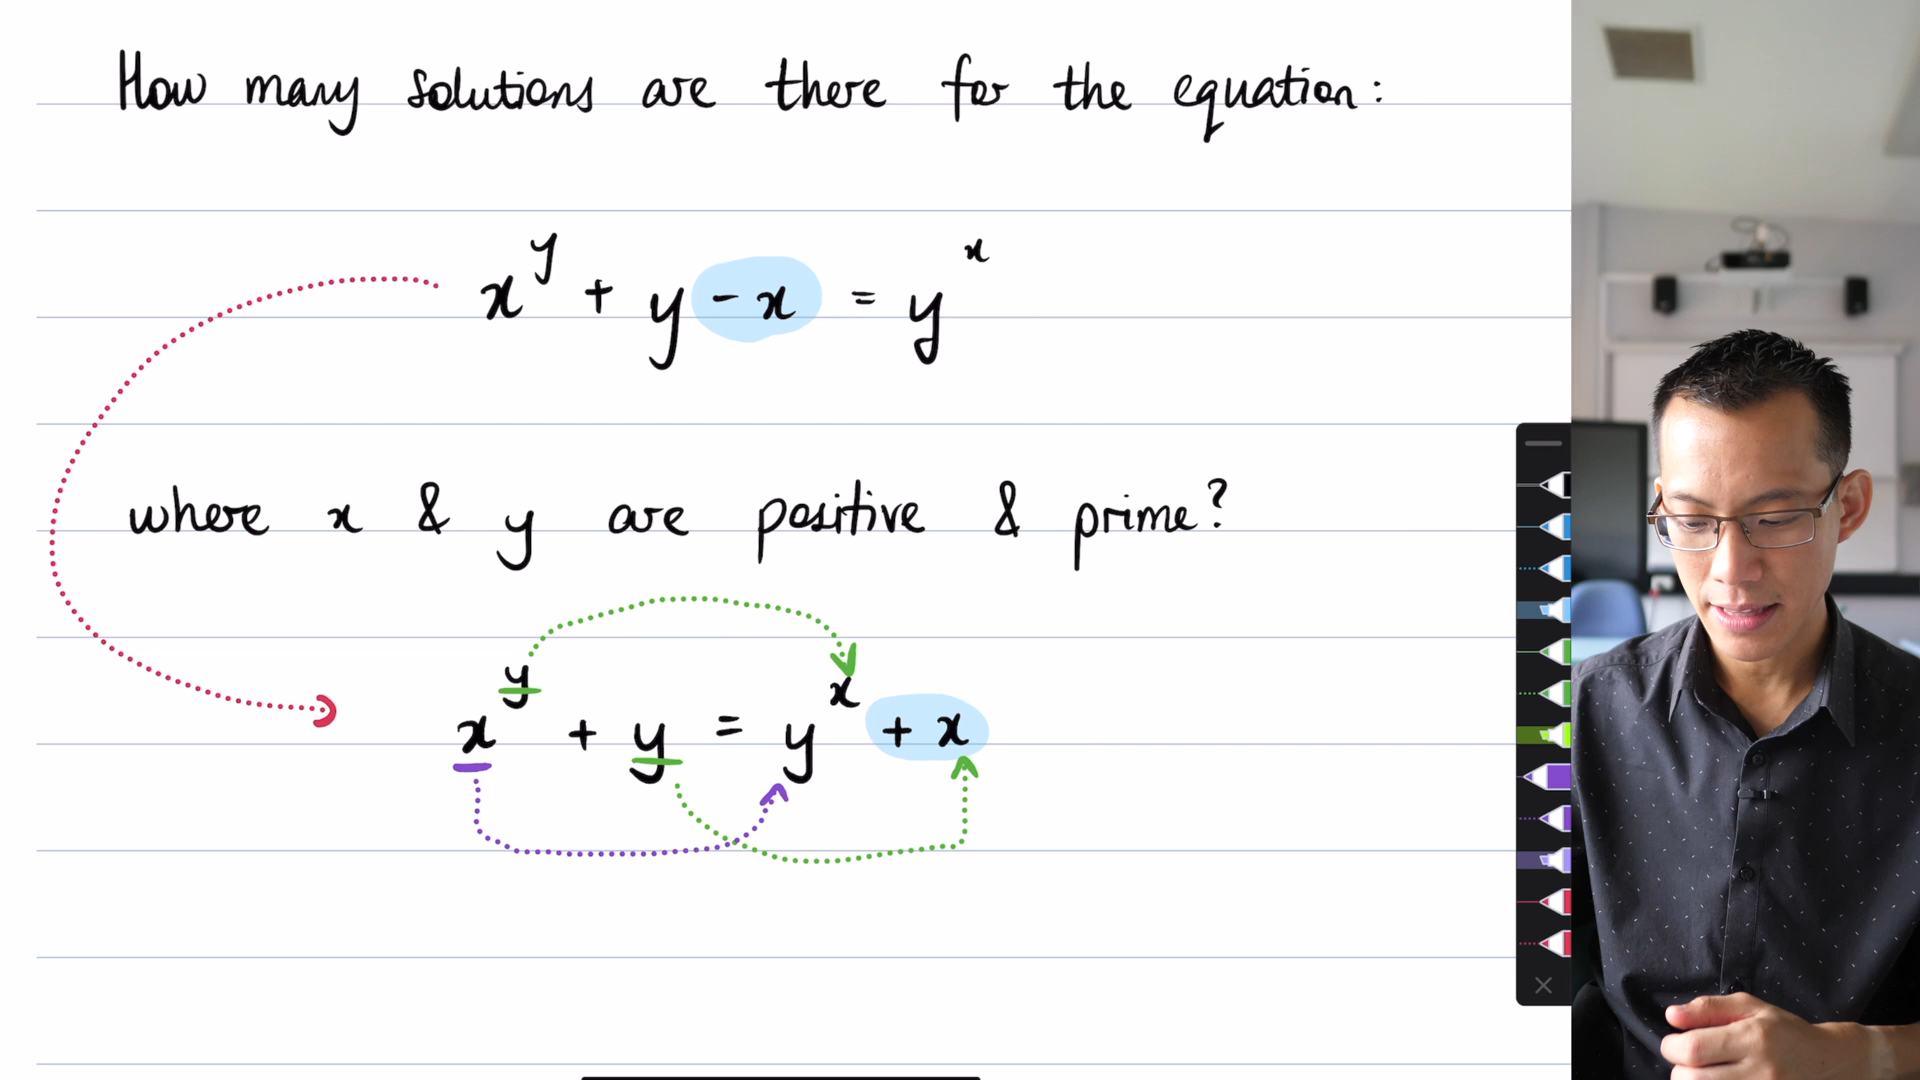 How many solutions are there for the equation:
x^y + y - x = y^x
where x & y are positive & prime?
x^y + y = y^x + x